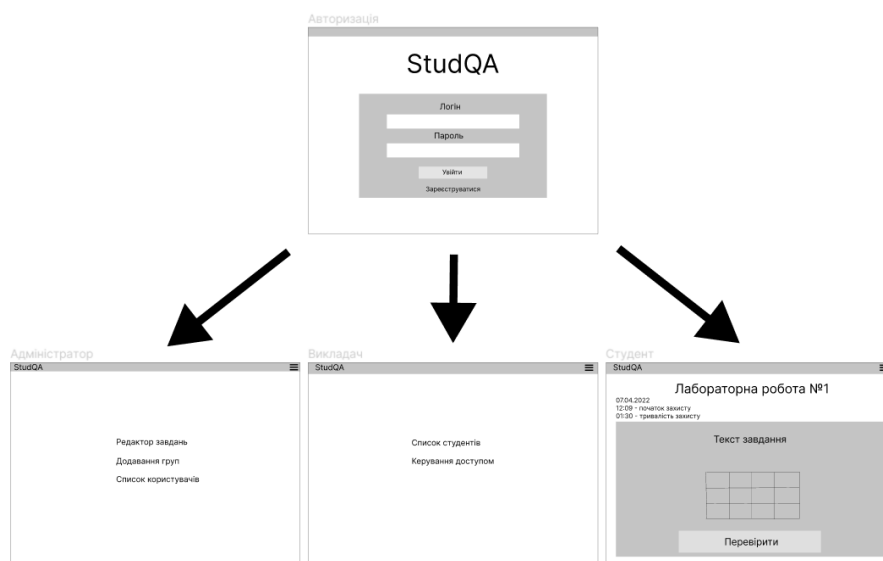 Авторизація
StudQA
Логін
Пароль
Увійти
Зареєструватися
Адміністратор
StudQA
Редактор завдань
Додавання груп
Список користувачів
Викладач
StudQA
Список студентів
Керування доступом
Студент
StudQA
Лабораторна робота №1
07.04.2022
12:09 - початок захисту
01:30 - тривалість захисту
Текст завдання
Перевірити